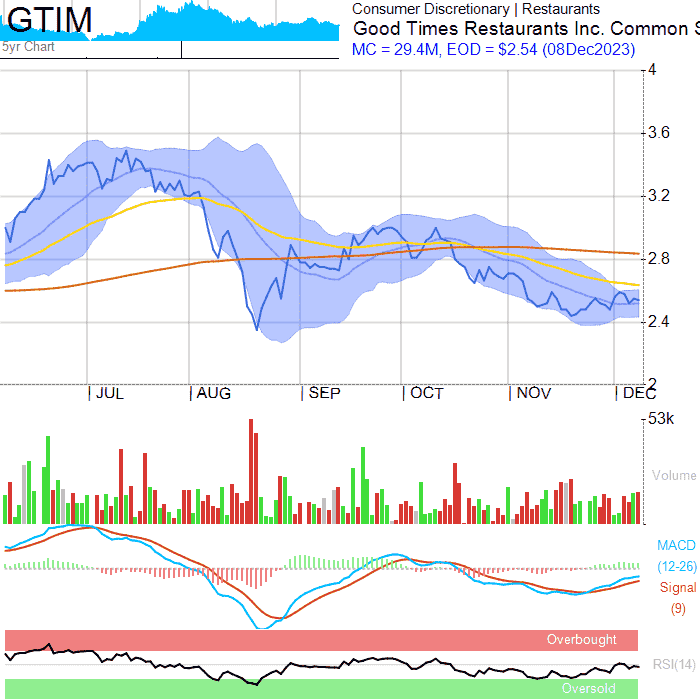 GTIM
5yr Chart
Consumer Discretionary | Restaurants
Good Times Restaurants Inc. Common S
MC = 29.4M, EOD = $2.54 (08Dec2023)
4
3.6
3.2
2.8
2.4
2
JUL AUG SEP OCT NOV DEC
53k
Volume
MACD
(12-26)
Signal
(9)
Overbought
RSI(14)
Oversold